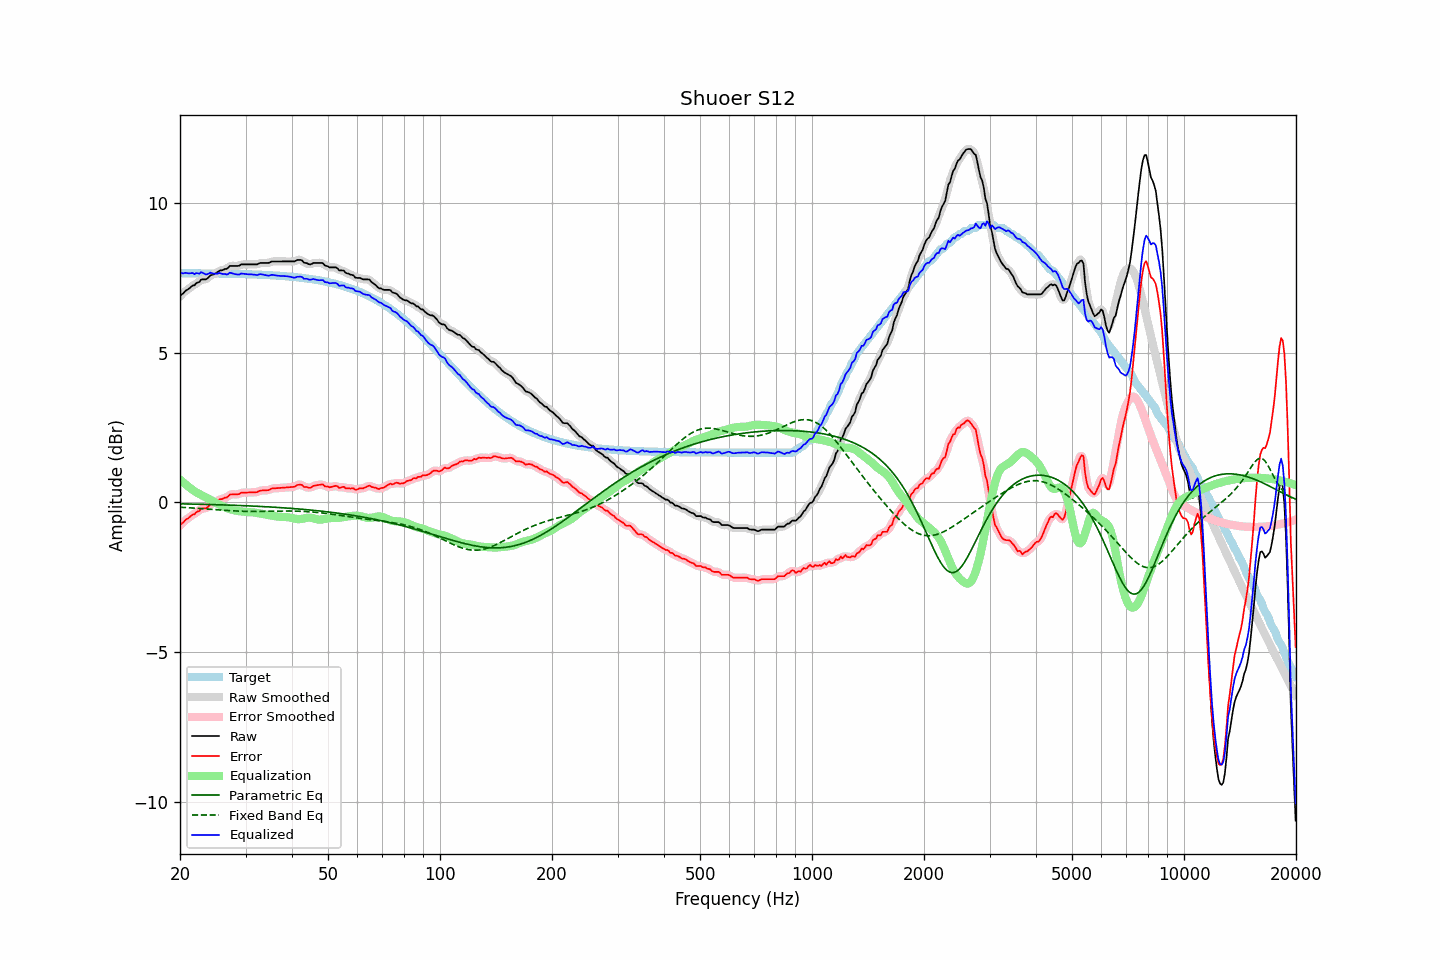 Shuoer S12
Amplitude (dBr)
10
5
0
−5
−10
Target
Raw Smoothed
Error Smoothed
Raw
Error
Equalization
Parametric Eq
Fixed Band Eq
Equalized
20 50 100 200 500 1000 2000 5000 10000 20000
Frequency (Hz)